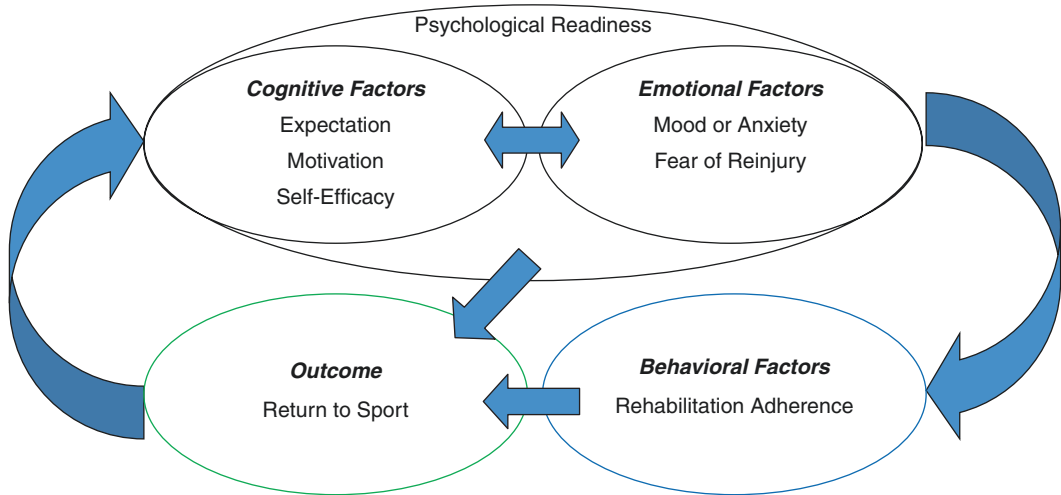 Psychological Readiness
Cognitive Factors
Expectation
Motivation
Self-Efficacy
Emotional Factors
Mood or Anxiety
Fear of Reinjury
Outcome
Return to Sport
Behavioral Factors
Rehabilitation Adherence